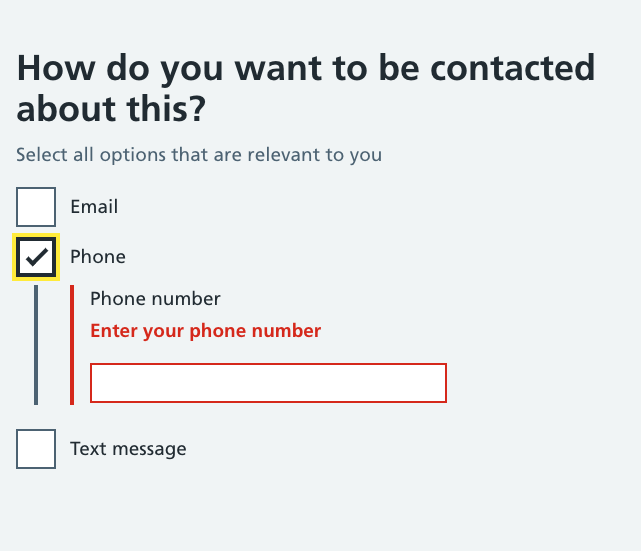 How do you want to be contacted
about this?
Select all options that are relevant to you
Email
Phone
Phone number
Enter your phone number
Text message